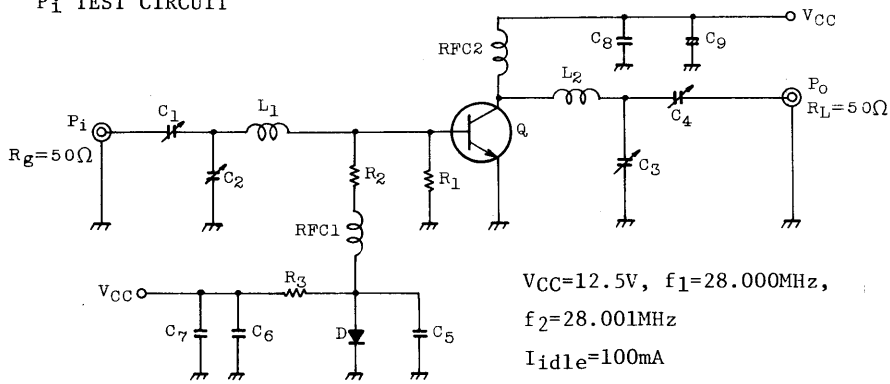 Pi TEST CIRCUIT
VCC
C8
C9
RFC2
L2
Po
RL=50Ω
C4
C1
L1
Pi
Rg=50Ω
Q
C2
R2
R1
C3
RFC1
VCC
R3
C7
C6
D
C5
VCC=12.5V, f1=28.000MHz,
f2=28.001MHz
Iidle=100mA